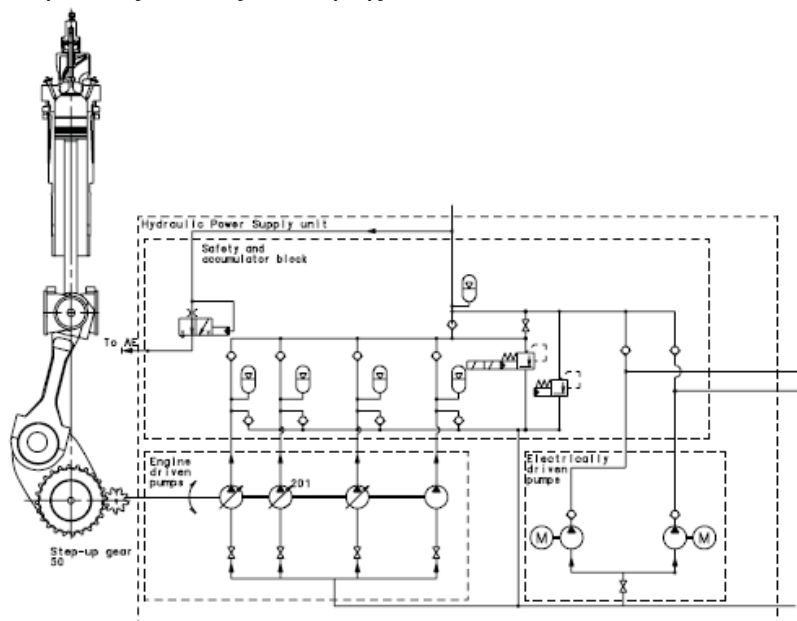 Hydraulic Power Supply unit
Safety and
accumulator block
To AE
Engine
driven
pumps
201
Electrically
driven
pumps
M
M
Step-up gear
50